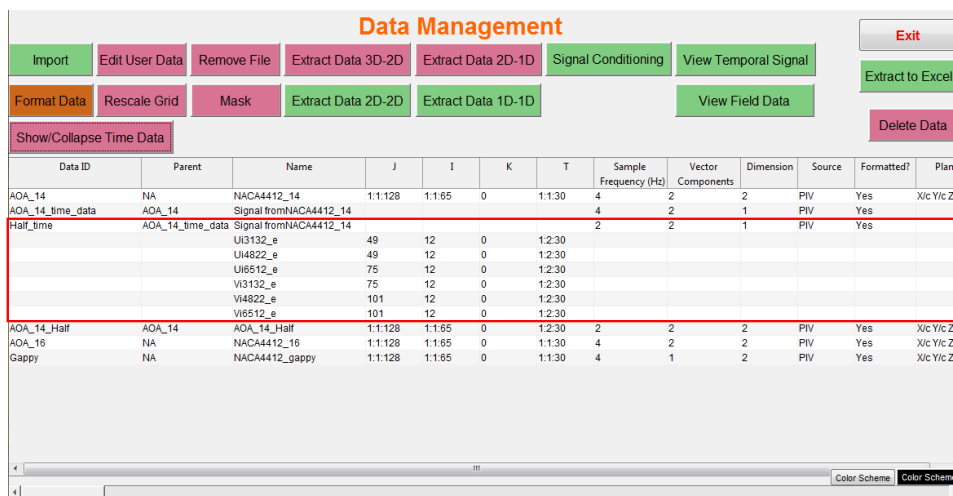 Data Management
Exit
Import Edit User Data Remove File Extract Data 3D-2D Extract Data 2D-1D Signal Conditioning View Temporal Signal
Extract to Excel
Format Data Rescale Grid Mask Extract Data 2D-2D Extract Data 1D-1D View Field Data
Delete Data
Show/Collapse Time Data
Data ID Parent Name J I K T Sample Frequency (Hz) Vector Components Dimension Source Formatted? Plan
AOA_14 NA NACA4412_14 1:1:128 1:1:65 0 1:1:30 4 2 2 PIV Yes X/c Y/c Z
AOA_14_time_data AOA_14 Signal fromNACA4412_14 4 2 1 PIV Yes
Half_time AOA_14_time_data Signal fromNACA4412_14 2 2 1 PIV Yes
Ui3132_e 49 12 0 1:2:30
Ui4822_e 49 12 0 1:2:30
Ui6512_e 75 12 0 1:2:30
Vi3132_e 75 12 0 1:2:30
Vi4822_e 101 12 0 1:2:30
Vi6512_e 101 12 0 1:2:30
AOA_14_Half AOA_14 AOA_14_Half 1:1:128 1:1:65 0 1:2:30 2 2 2 PIV Yes X/c Y/c Z
AOA_16 NA NACA4412_16 1:1:128 1:1:65 0 1:1:30 4 2 2 PIV Yes X/c Y/c Z
Gappy NA NACA4412_gappy 1:1:128 1:1:65 0 1:1:30 4 1 2 PIV Yes X/c Y/c Z
Color Scheme Color Scheme